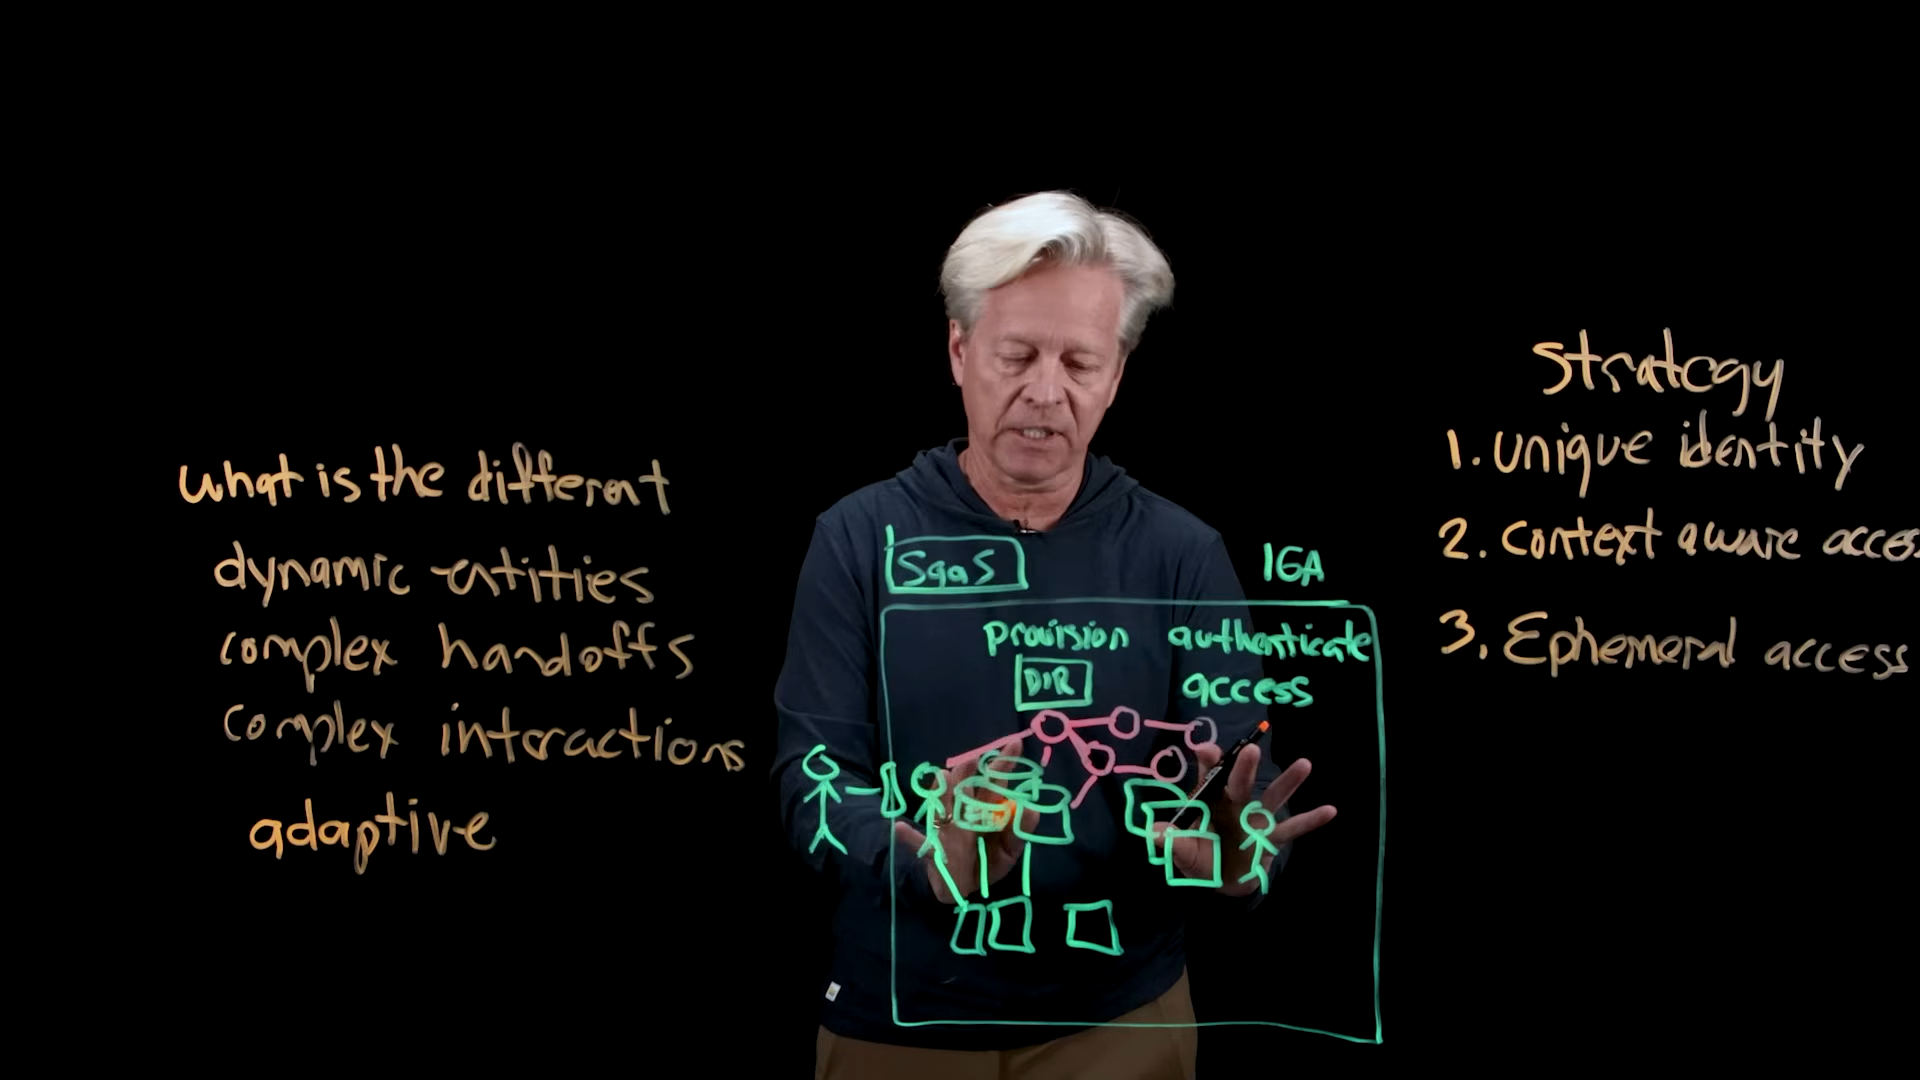 what is the different
dynamic entities
complex handoffs
complex interactions
adaptive
SaaS
IGA
provision
authenticate
access
DIR
Strategy
1. unique identity
2. Context aware acces
3. Ephemeral access